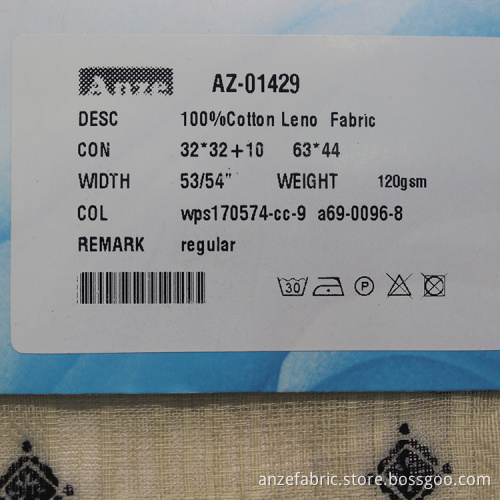 Anze AZ-01429
DESC 100%Cotton Leno Fabric
CON 32*32+10 63*44
WIDTH 53/54" WEIGHT 120gsm
COL wps170574-cc-9 a69-0096-8
REMARK regular
30 P
anzefabric.store.bossgoo.com